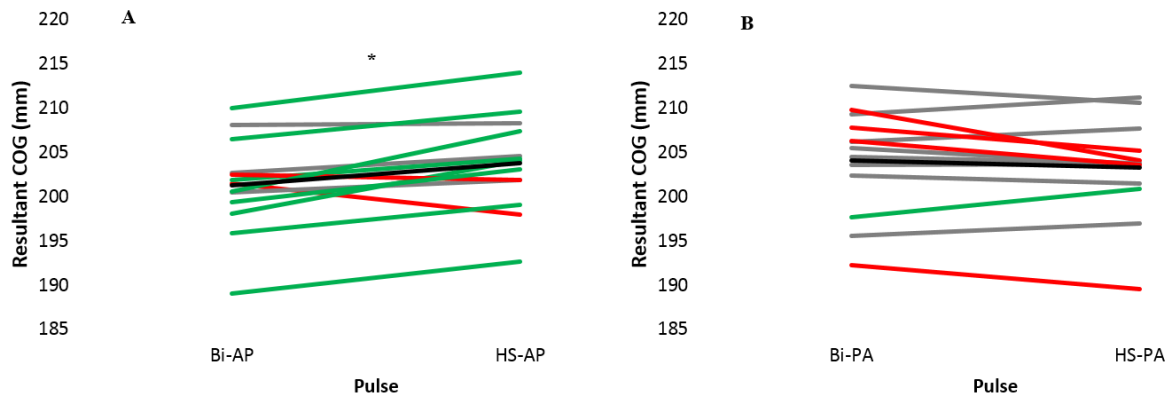 A
220
215
210
205
200
195
190
185
Resultant COG (mm)
*
Bi-AP HS-AP
Pulse
B
220
215
210
205
200
195
190
185
Resultant COG (mm)
Bi-PA HS-PA
Pulse